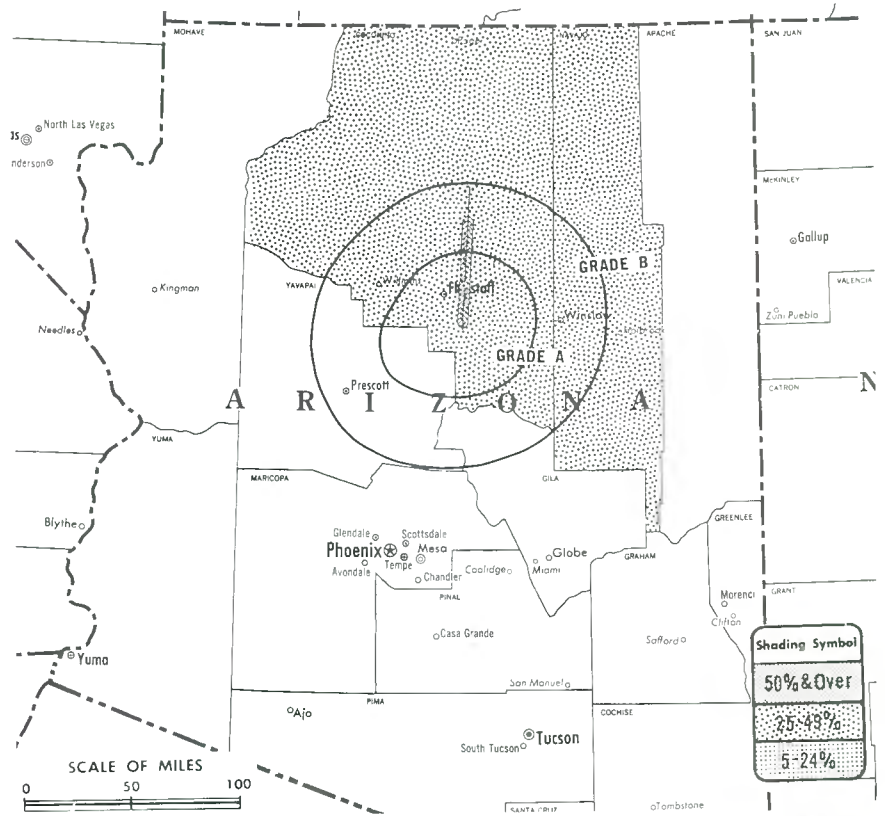 MOHAVE
Coconino
NAVAJO
APACHE
SAN JUAN
North Las Vegas
nderson
McKINLEY
Gallup
GRADE B
VALENCIA
YAVAPAI
Williams
Kingman
Winslow
Zuni Pueblo
Needles
GRADE A
CATRON
Prescott
A R I Z O N A
N
YUMA
MARICOPA
GILA
Blythe
GREENLEE
Glendale
Scottsdale
Phoenix
Mesa
Globe
Tempe
GRAHAM
Avondale
Chandler
Coolidge
Miami
PINAL
Morenci
GRANT
Clifton
Casa Grande
Safford
Shading Symbol
Yuma
50% & Over
San Manuel
PIMA
COCHISE
25-49%
Ajo
Tucson
South Tucson
5-24%
SCALE OF MILES
0 50 100
SANTA CRUZ
Tombstone